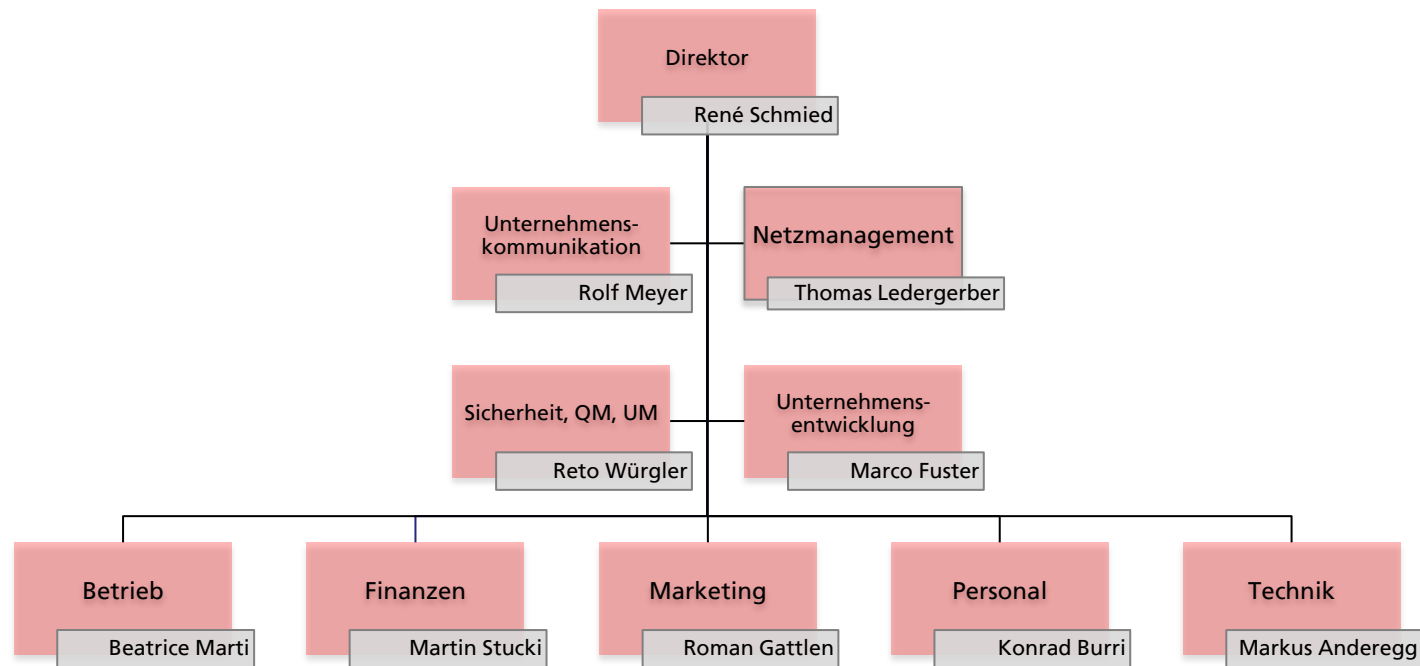 Direktor
René Schmied
Unternehmens-
kommunikation
Rolf Meyer
Netzmanagement
Thomas Ledergerber
Sicherheit, QM, UM
Reto Würgler
Unternehmens-
entwicklung
Marco Fuster
Betrieb
Beatrice Marti
Finanzen
Martin Stucki
Marketing
Roman Gattlen
Personal
Konrad Burri
Technik
Markus Anderegg